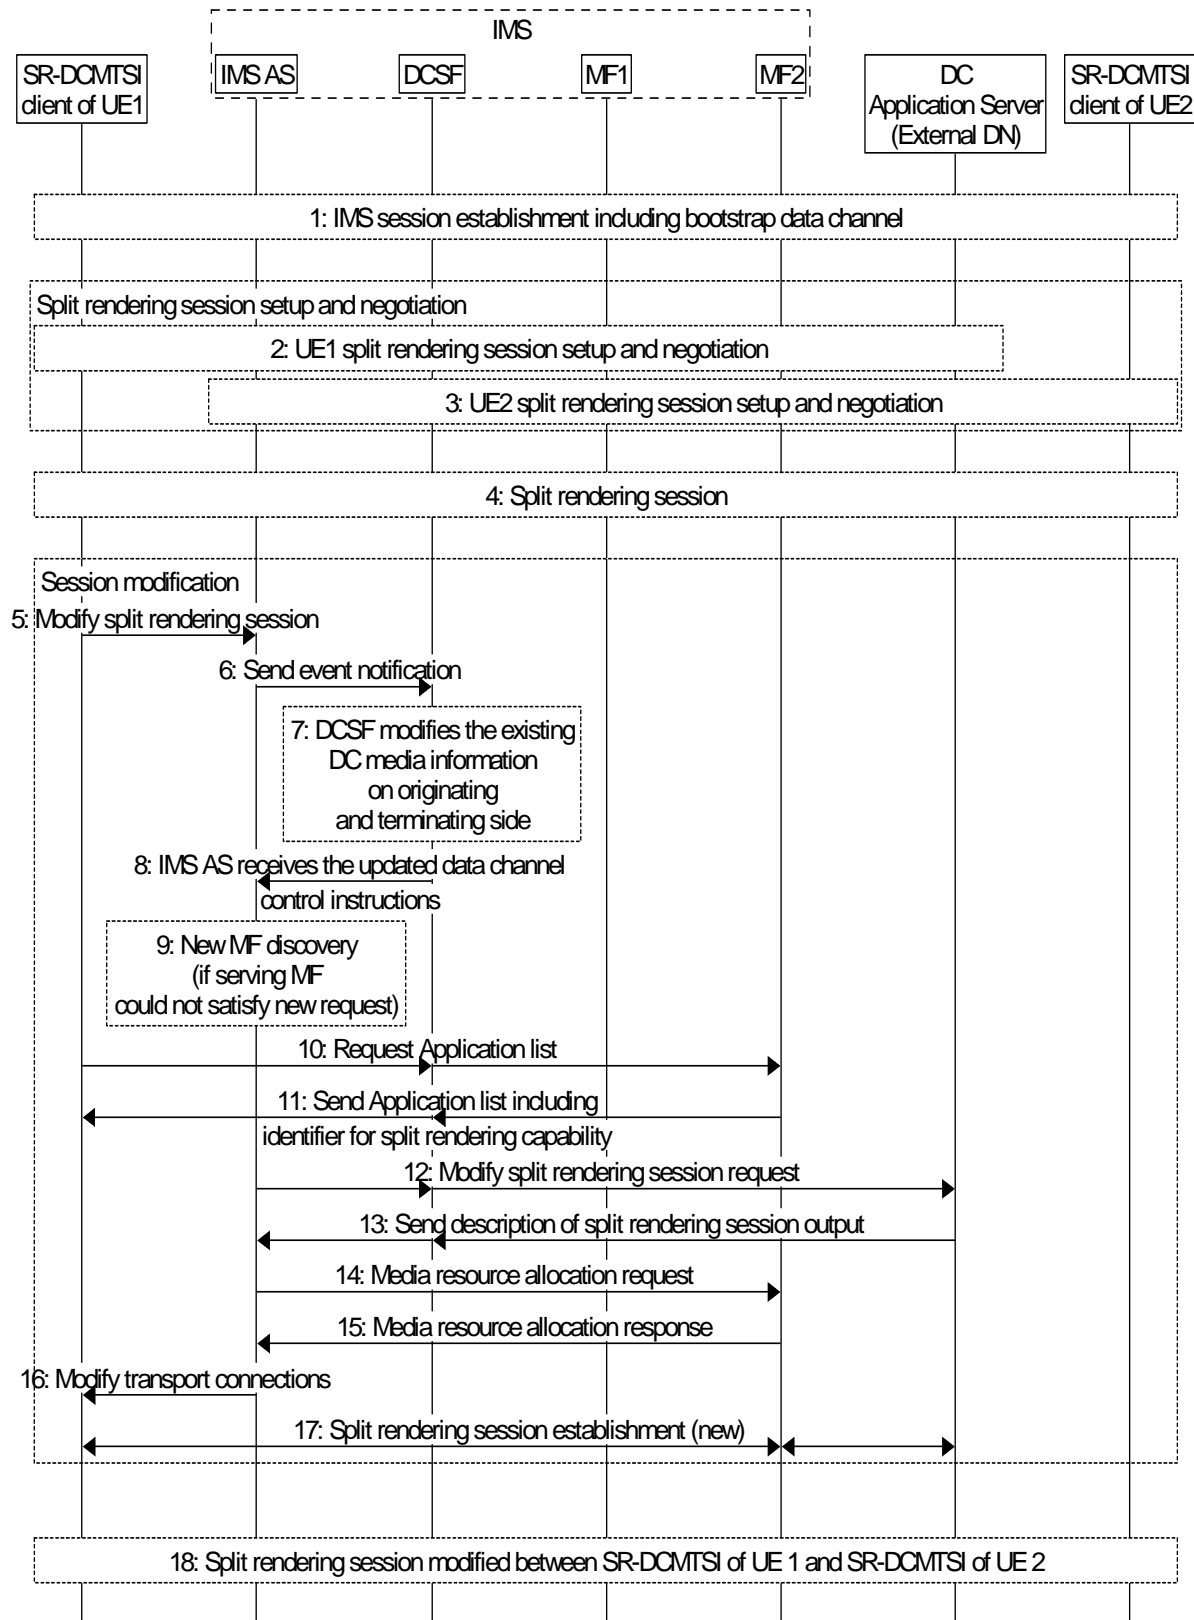 IMS
SR-DCMTSI
client of UE1
IMS AS
DCSF
MF1
MF2
DC
Application Server
(External DN)
SR-DCMTSI
client of UE2
1: IMS session establishment including bootstrap data channel
Split rendering session setup and negotiation
2: UE1 split rendering session setup and negotiation
3: UE2 split rendering session setup and negotiation
4: Split rendering session
Session modification
5: Modify split rendering session
6: Send event notification
7: DCSF modifies the existing
DC media information
on originating
and terminating side
8: IMS AS receives the updated data channel
control instructions
9: New MF discovery
(if serving MF
could not satisfy new request)
10: Request Application list
11: Send Application list including
identifier for split rendering capability
12: Modify split rendering session request
13: Send description of split rendering session output
14: Media resource allocation request
15: Media resource allocation response
16: Modify transport connections
17: Split rendering session establishment (new)
18: Split rendering session modified between SR-DCMTSI of UE 1 and SR-DCMTSI of UE 2